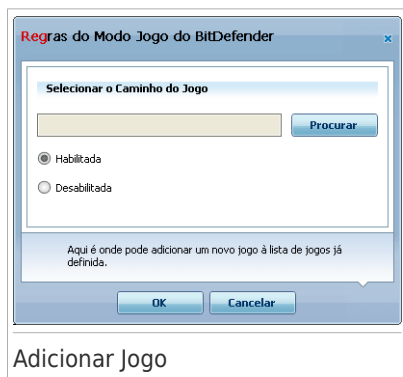 Regras do Modo Jogo do BitDefender
Selecionar o Caminho do Jogo
Procurar
Habilitada
Desabilitada
Aqui é onde pode adicionar um novo jogo à lista de jogos já
definida.
OK Cancelar
Adicionar Jogo